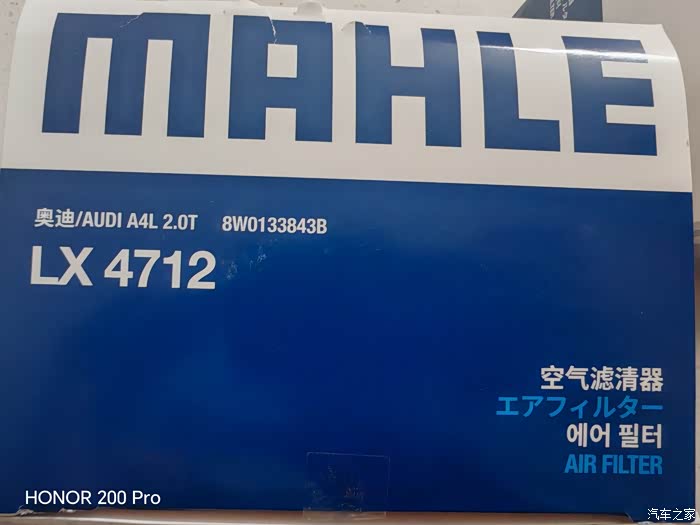 MAHLE
奥迪/AUDI A4L 2.0T 8W0133843B
LX 4712
空气滤清器
エアフィルター
에어 필터
AIR FILTER
HONOR 200 Pro
汽车之家